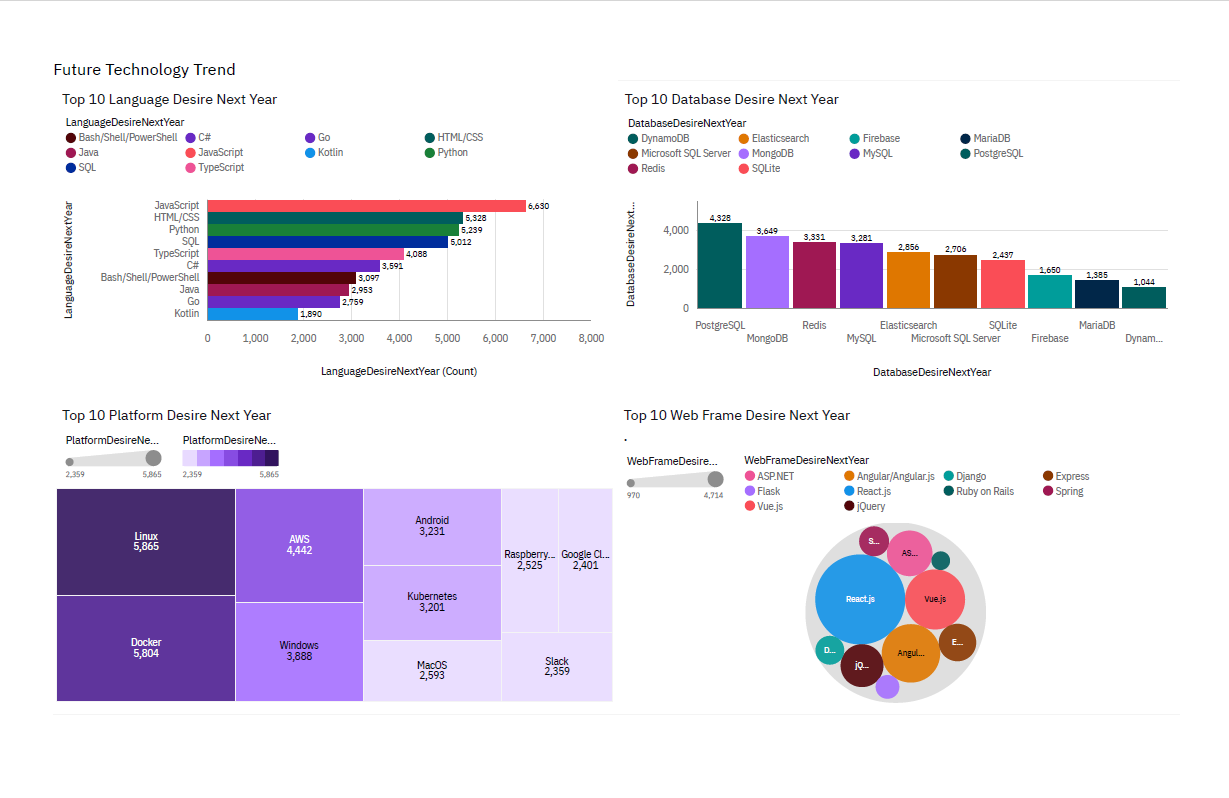 Future Technology Trend
Top 10 Language Desire Next Year
LanguageDesireNextYear
Bash/Shell/PowerShell C# Go HTML/CSS
Java JavaScript Kotlin Python
SQL TypeScript
LanguageDesireNextYear
JavaScript 6,630
HTML/CSS 5,328
Python 5,239
SQL 5,012
TypeScript 4,088
C# 3,591
Bash/Shell/PowerShell 3,097
Java 2,953
Go 2,759
Kotlin 1,890
0 1,000 2,000 3,000 4,000 5,000 6,000 7,000 8,000
LanguageDesireNextYear (Count)
Top 10 Database Desire Next Year
DatabaseDesireNextYear
DynamoDB Elasticsearch Firebase MariaDB
Microsoft SQL Server MongoDB MySQL PostgreSQL
Redis SQLite
DatabaseDesireNext...
4,000
2,000
0
4,328 3,649 3,331 3,281 2,856 2,706 2,437 1,650 1,385 1,044
PostgreSQL Redis Elasticsearch SQLite MariaDB
MongoDB MySQL Microsoft SQL Server Firebase Dynam...
DatabaseDesireNextYear
Top 10 Platform Desire Next Year
PlatformDesireNe... PlatformDesireNe...
2,359 5,865 2,359 5,865
Linux
5,865
Docker
5,804
AWS
4,442
Windows
3,888
Android
3,231
Kubernetes
3,201
MacOS
2,593
Raspberry...
2,525
Google Cl...
2,401
Slack
2,359
Top 10 Web Frame Desire Next Year
.
WebFrameDesire...
970 4,714
WebFrameDesireNextYear
ASP.NET Angular/Angular.js Django Express
Flask React.js Ruby on Rails Spring
Vue.js jQuery
S...
AS...
React.js
Vue.js
D...
jQ...
Angul...
E...